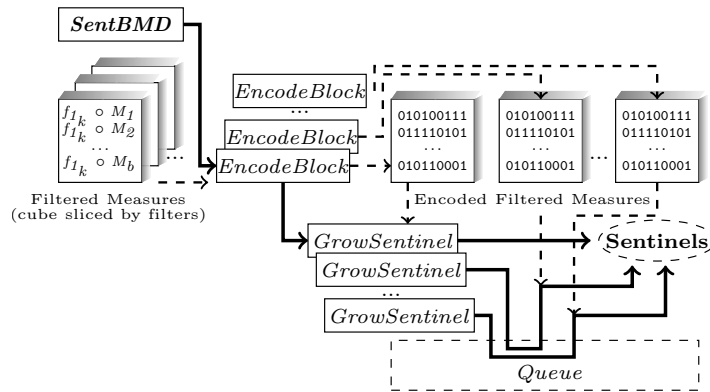 SentBMD
f1k ∘ M1
f1k ∘ M2
...
f1k ∘ Mb
...
Filtered Measures
(cube sliced by filters)
EncodeBlock
...
EncodeBlock
EncodeBlock
010100111
011110101
...
010110001
010100111
011110101
...
010110001
...
010100111
011110101
...
010110001
Encoded Filtered Measures
GrowSentinel
GrowSentinel
...
GrowSentinel
Sentinels
Queue